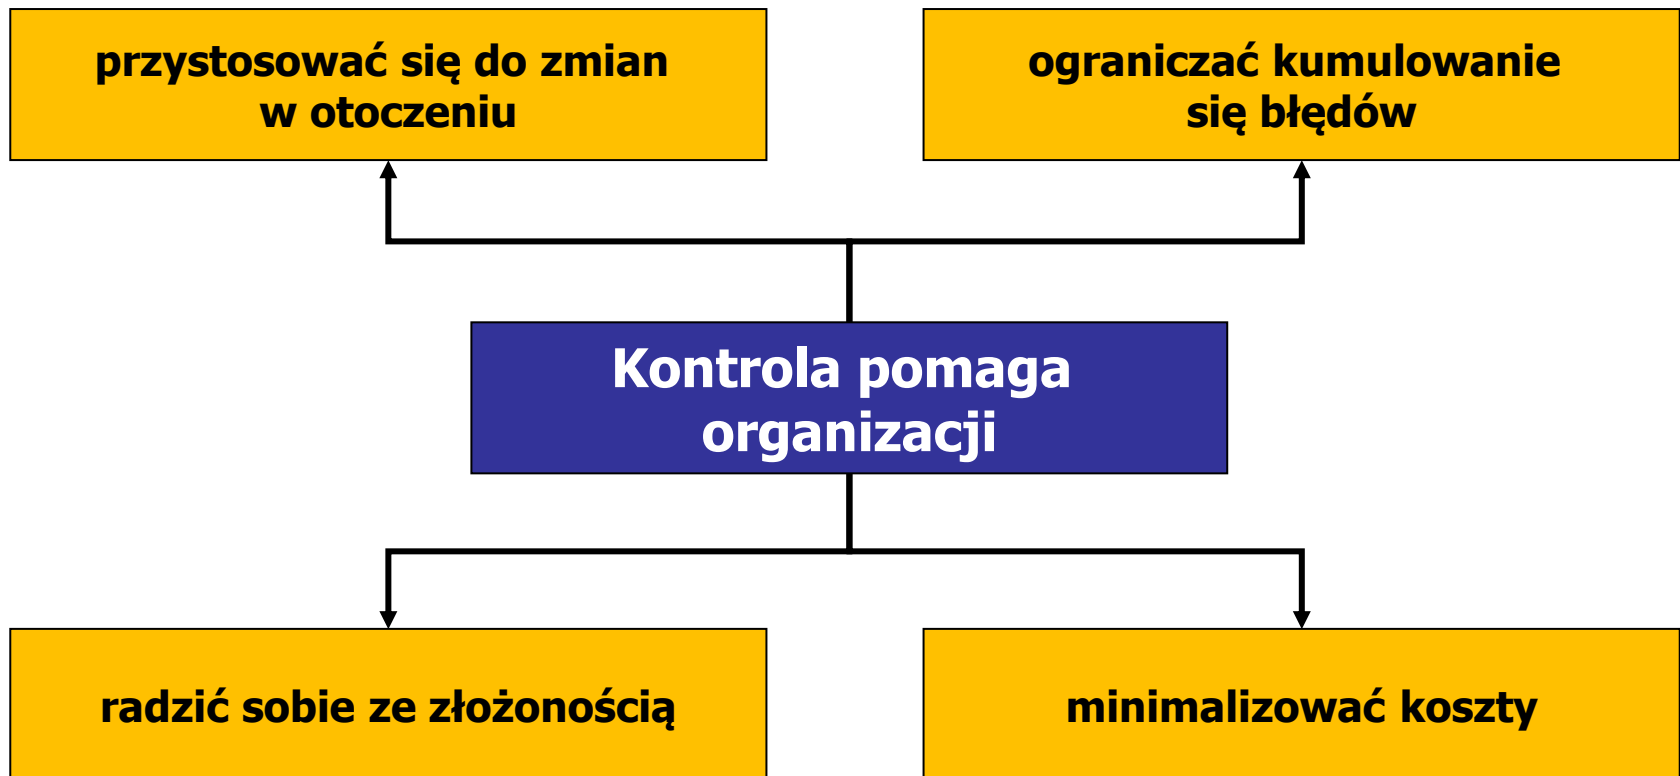 przystosować się do zmian
w otoczeniu
ograniczać kumulowanie
się błędów
Kontrola pomaga
organizacji
radzić sobie ze złożonością
minimalizować koszty